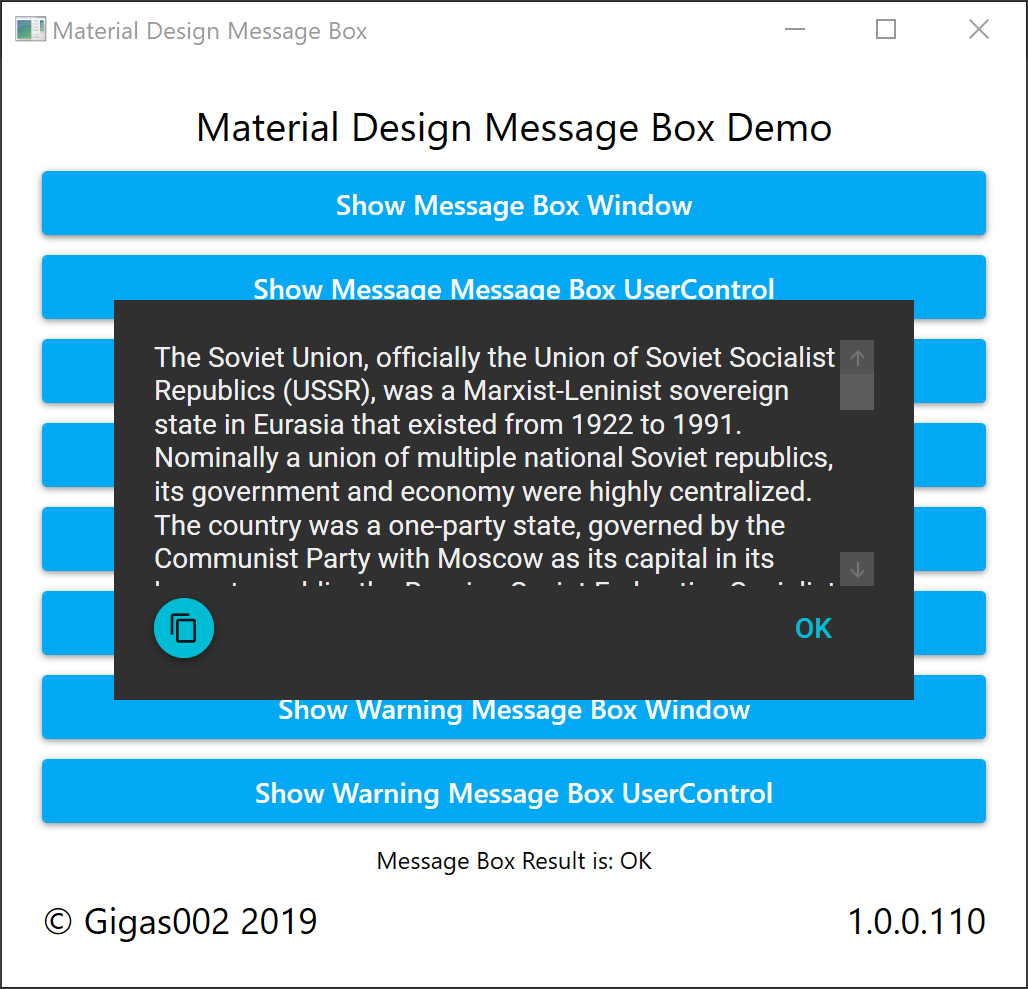 Material Design Message Box
Material Design Message Box Demo
Show Message Box Window
Show Message Message Box UserControl
The Soviet Union, officially the Union of Soviet Socialist
Republics (USSR), was a Marxist-Leninist sovereign
state in Eurasia that existed from 1922 to 1991.
Nominally a union of multiple national Soviet republics,
its government and economy were highly centralized.
The country was a one-party state, governed by the
Communist Party with Moscow as its capital in its
OK
Show Warning Message Box Window
Show Warning Message Box UserControl
Message Box Result is: OK
© Gigas002 2019
1.0.0.110